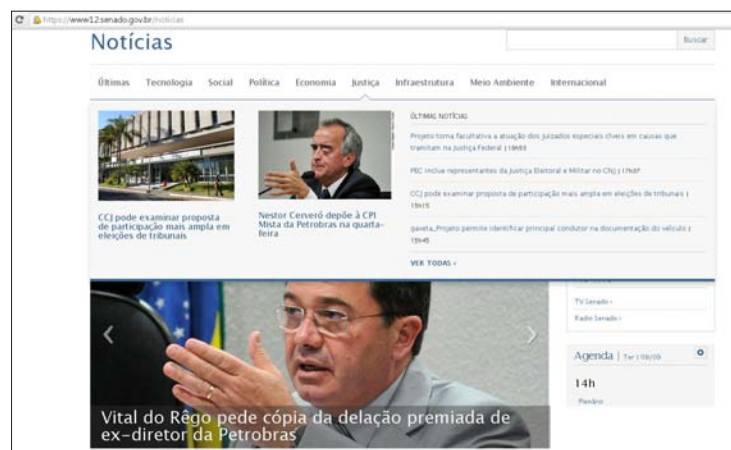 https://www12.senado.gov.br/noticias
Notícias
Buscar
Últimas Tecnologia Social Política Economia Justiça Infraestrutura Meio Ambiente Internacional
CCJ pode examinar proposta
de participação mais ampla em
eleições de tribunais
Nestor Cerveró depõe à CPI
Mista da Petrobras na quarta-
feira
ÚLTIMAS NOTÍCIAS
Projeto torna facultativa a atuação dos juizados especiais cíveis em causas que
tramitam na Justiça Federal |
PEC inclue representantes da Justiça Eleitoral e Militar no CNJ |
CCJ pode examinar proposta de participação mais ampla em eleições de tribunais |
15h15
gaveta_Projeto permite identificar principal condutor na documentação do veículo |
15h45
VER TODAS ›
TV Senado ›
Rádio Senado ›
Agenda | Ter |
14h
Plenário
Vital do Rêgo pede cópia da delação premiada de
ex-diretor da Petrobras